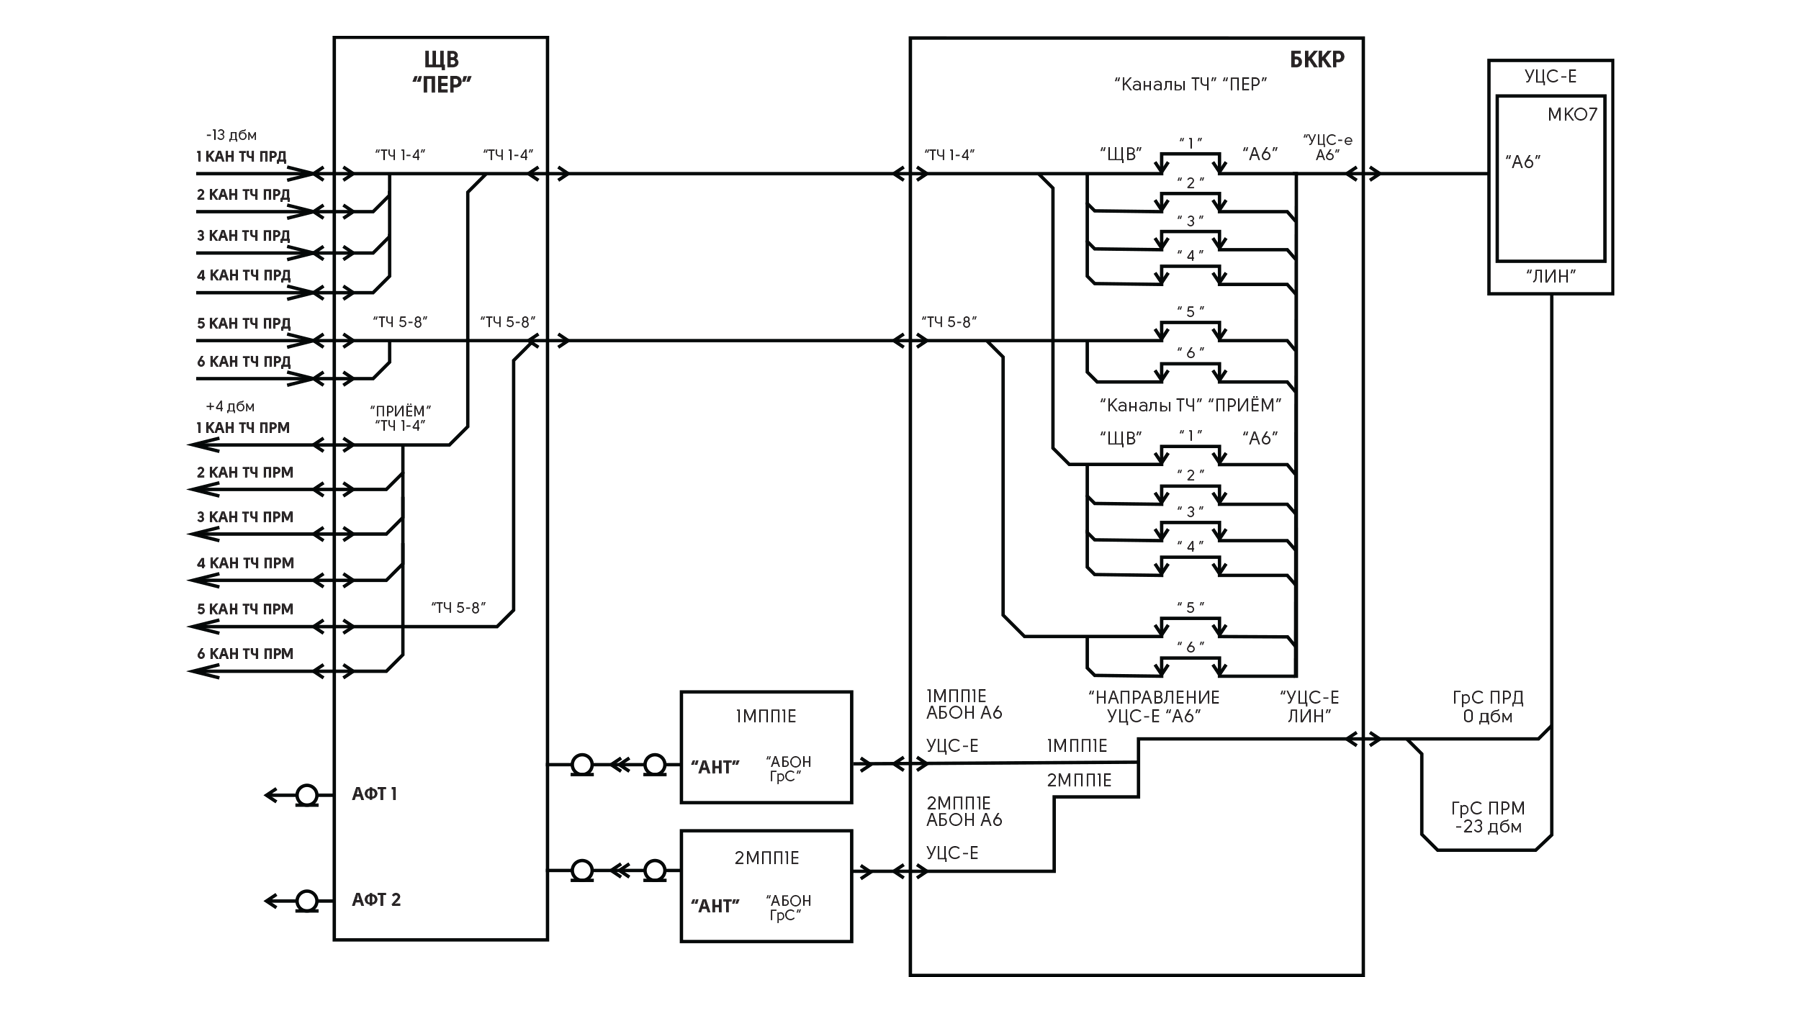 ЩВ
“ПЕР”
-13 дбм
1 КАН ТЧ ПРД
2 КАН ТЧ ПРД
3 КАН ТЧ ПРД
4 КАН ТЧ ПРД
5 КАН ТЧ ПРД
6 КАН ТЧ ПРД
+4 дбм
1 КАН ТЧ ПРМ
2 КАН ТЧ ПРМ
3 КАН ТЧ ПРМ
4 КАН ТЧ ПРМ
5 КАН ТЧ ПРМ
6 КАН ТЧ ПРМ
“ТЧ 1-4”
“ТЧ 1-4”
“ТЧ 5-8”
“ТЧ 5-8”
“ПРИЁМ”
“ТЧ 1-4”
“ТЧ 5-8”
АФТ 1
АФТ 2
1МПП1Е
“АНТ”
“АБОН
ГрС”
2МПП1Е
“АНТ”
“АБОН
ГрС”
БККР
“Каналы ТЧ” “ПЕР”
“ТЧ 1-4”
“ЩВ”
“ 1 ”
“А6”
“УЦС-е
А6”
“ 2 ”
“ 3 ”
“ 4 ”
“ТЧ 5-8”
“ 5 ”
“ 6 ”
“Каналы ТЧ” “ПРИЁМ”
“ЩВ”
“ 1 ”
“А6”
“ 2 ”
“ 3 ”
“ 4 ”
“ 5 ”
“ 6 ”
1МПП1Е
АБОН А6
УЦС-Е
“НАПРАВЛЕНИЕ
УЦС-Е “А6”
“УЦС-Е
ЛИН”
1МПП1Е
2МПП1Е
2МПП1Е
АБОН А6
УЦС-Е
УЦС-Е
МКО7
“А6”
“ЛИН”
ГрС ПРД
0 дбм
ГрС ПРМ
-23 дбм